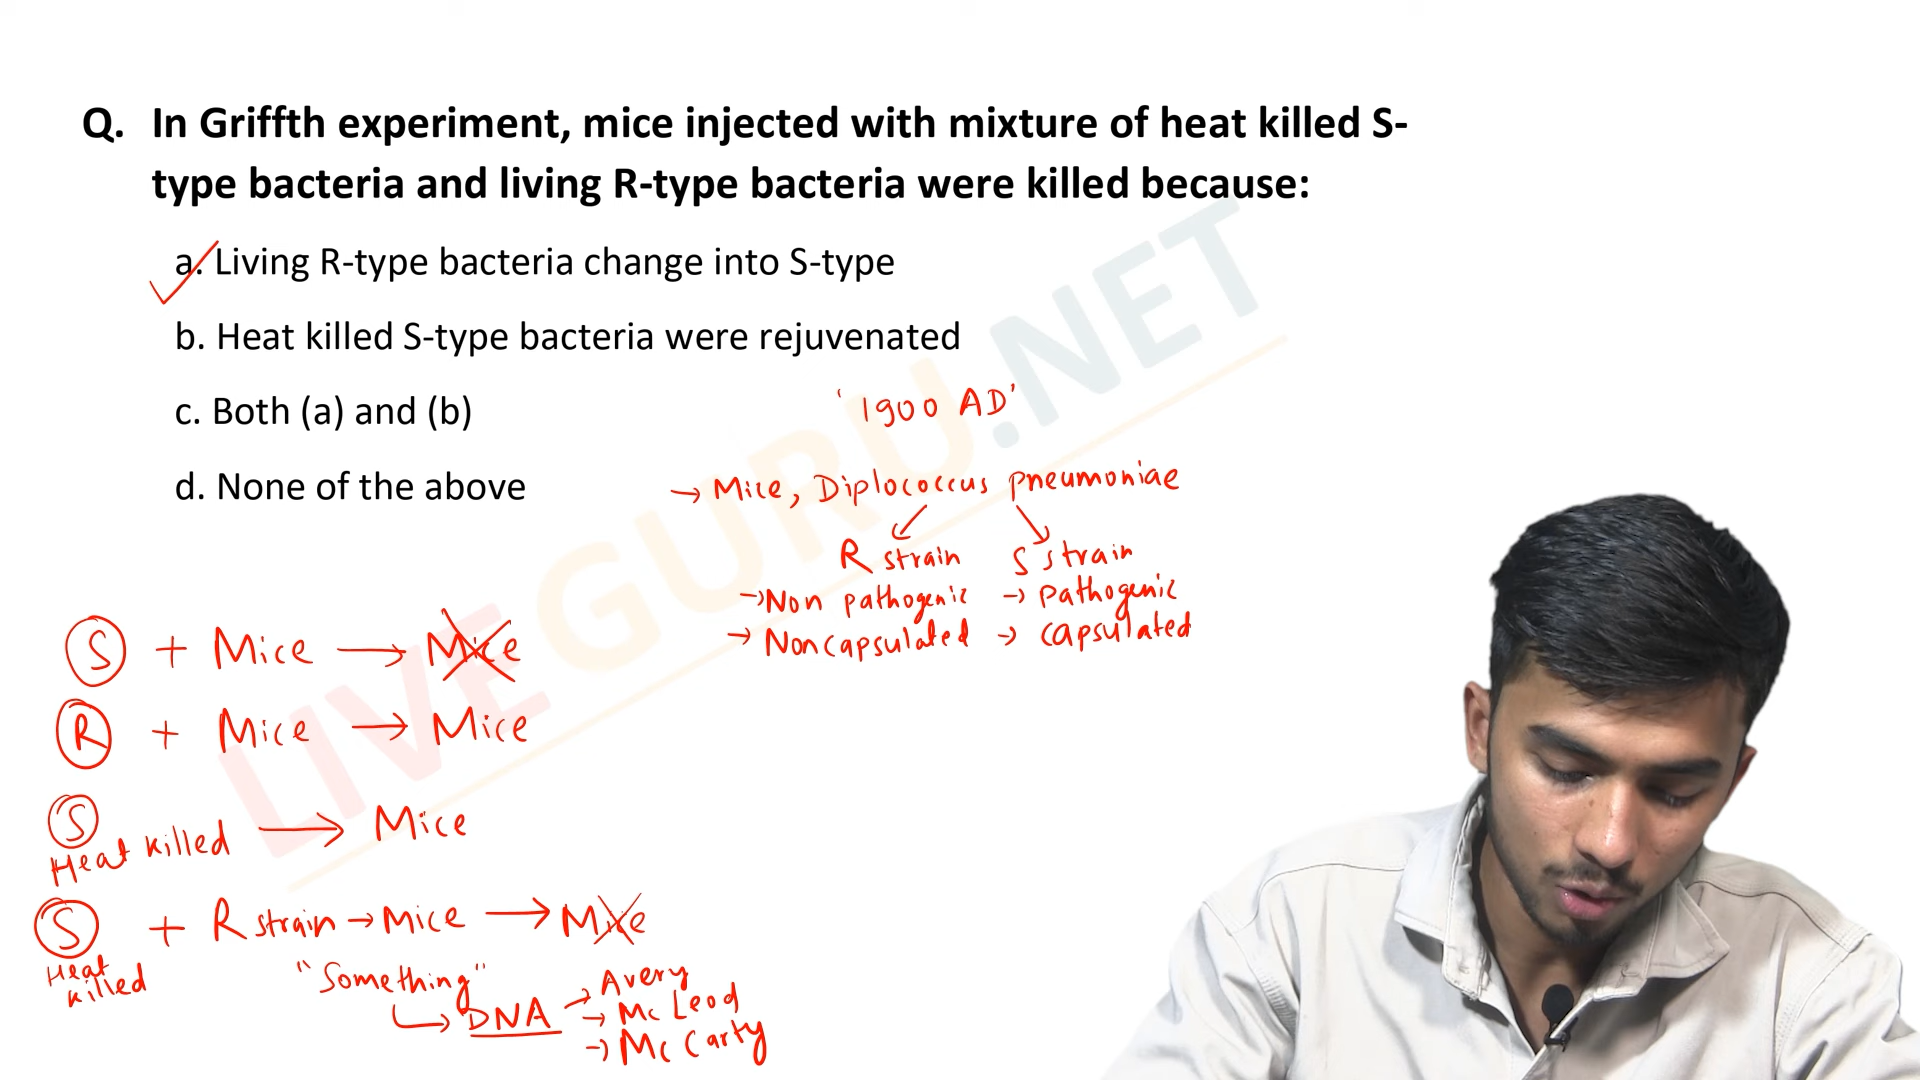 Q. In Griffth experiment, mice injected with mixture of heat killed S-
type bacteria and living R-type bacteria were killed because:
a. Living R-type bacteria change into S-type
b. Heat killed S-type bacteria were rejuvenated
c. Both (a) and (b)
d. None of the above
'1900 AD'
→ Mice, Diplococcus pneumoniae
R strain S strain
→ Non pathogenic → pathogenic
→ Noncapsulated → capsulated
S + Mice → Mice
R + Mice → Mice
S
Heat killed → Mice
S + R strain → Mice → Mice
Heat
killed
"Something"
DNA → Avery
→ Mc Leod
→ Mc Carty
LIVEGURU.NET